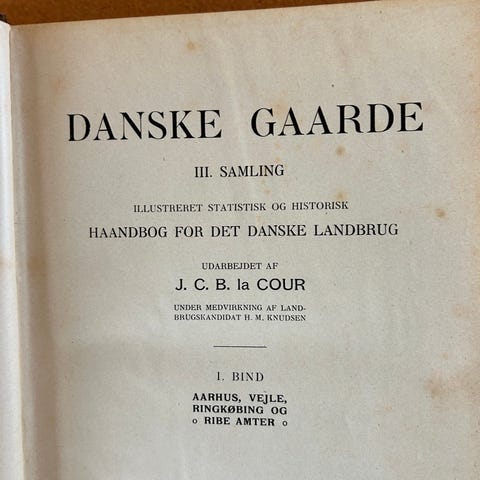 DANSKE GAARDE
III. SAMLING
ILLUSTRERET STATISTISK OG HISTORISK
HAANDBOG FOR DET DANSKE LANDBRUG
UDARBEJDET AF
J. C. B. la COUR
UNDER MEDVIRKNING AF LAND-
BRUGSKANDIDAT H. M. KNUDSEN
I. BIND
AARHUS, VEJLE,
RINGKØBING OG
o RIBE AMTER o